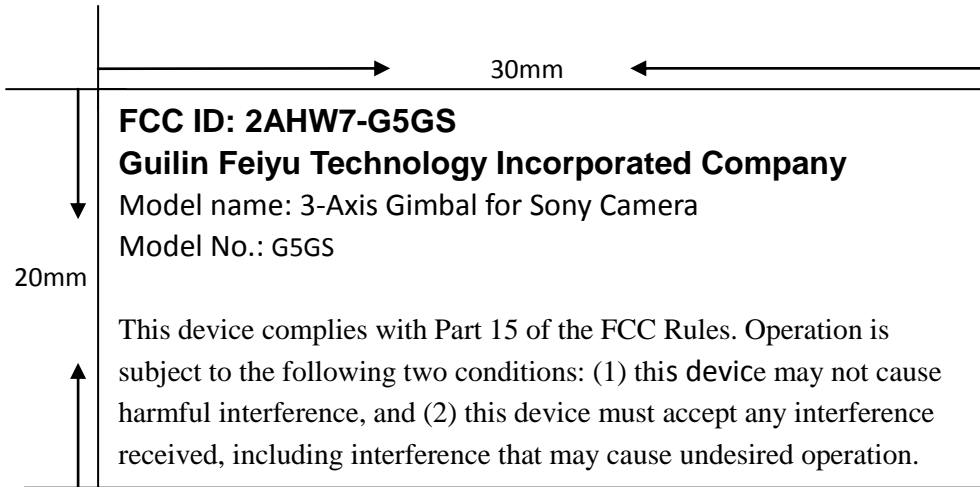 30mm
FCC ID: 2AHW7-G5GS
Guilin Feiyu Technology Incorporated Company
Model name: 3-Axis Gimbal for Sony Camera
Model No.: G5GS
20mm
This device complies with Part 15 of the FCC Rules. Operation is
subject to the following two conditions: (1) this device may not cause
harmful interference, and (2) this device must accept any interference
received, including interference that may cause undesired operation.